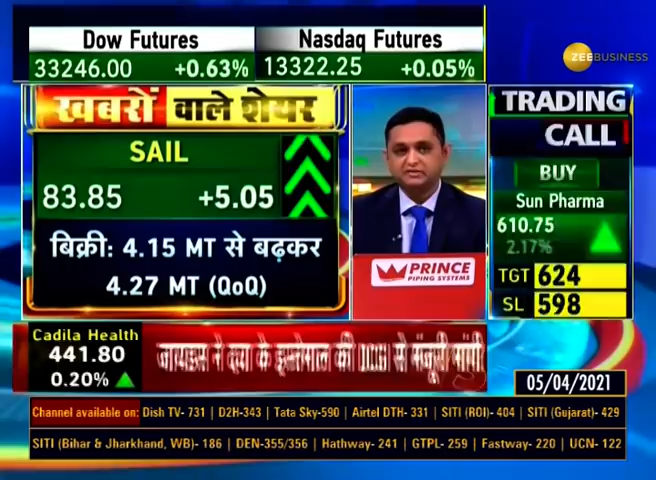 Dow Futures
33246.00 +0.63%
Nasdaq Futures
13322.25 +0.05%
ZEEBUSINESS
खबरों वाले शेयर
SAIL
83.85 +5.05
बिक्री: 4.15 MT से बढ़कर
4.27 MT (QoQ)
PRINCE
PIPING SYSTEMS
TRADING
CALL
BUY
Sun Pharma
610.75
2.17%
TGT 624
SL 598
Cadila Health
441.80
0.20%
जायडस ने दवा के इस्तेमाल की से मंजूरी मांगी
05/04/2021
Channel available on: Dish TV- 731 | D2H-343 | Tata Sky-590 | Airtel DTH- 331 | SITI (ROI)- 404 | SITI (Gujarat)- 429
SITI (Bihar & Jharkhand, WB)- 186 | DEN-355/356 | Hathway- 241 | GTPL- 259 | Fastway- 220 | UCN- 122